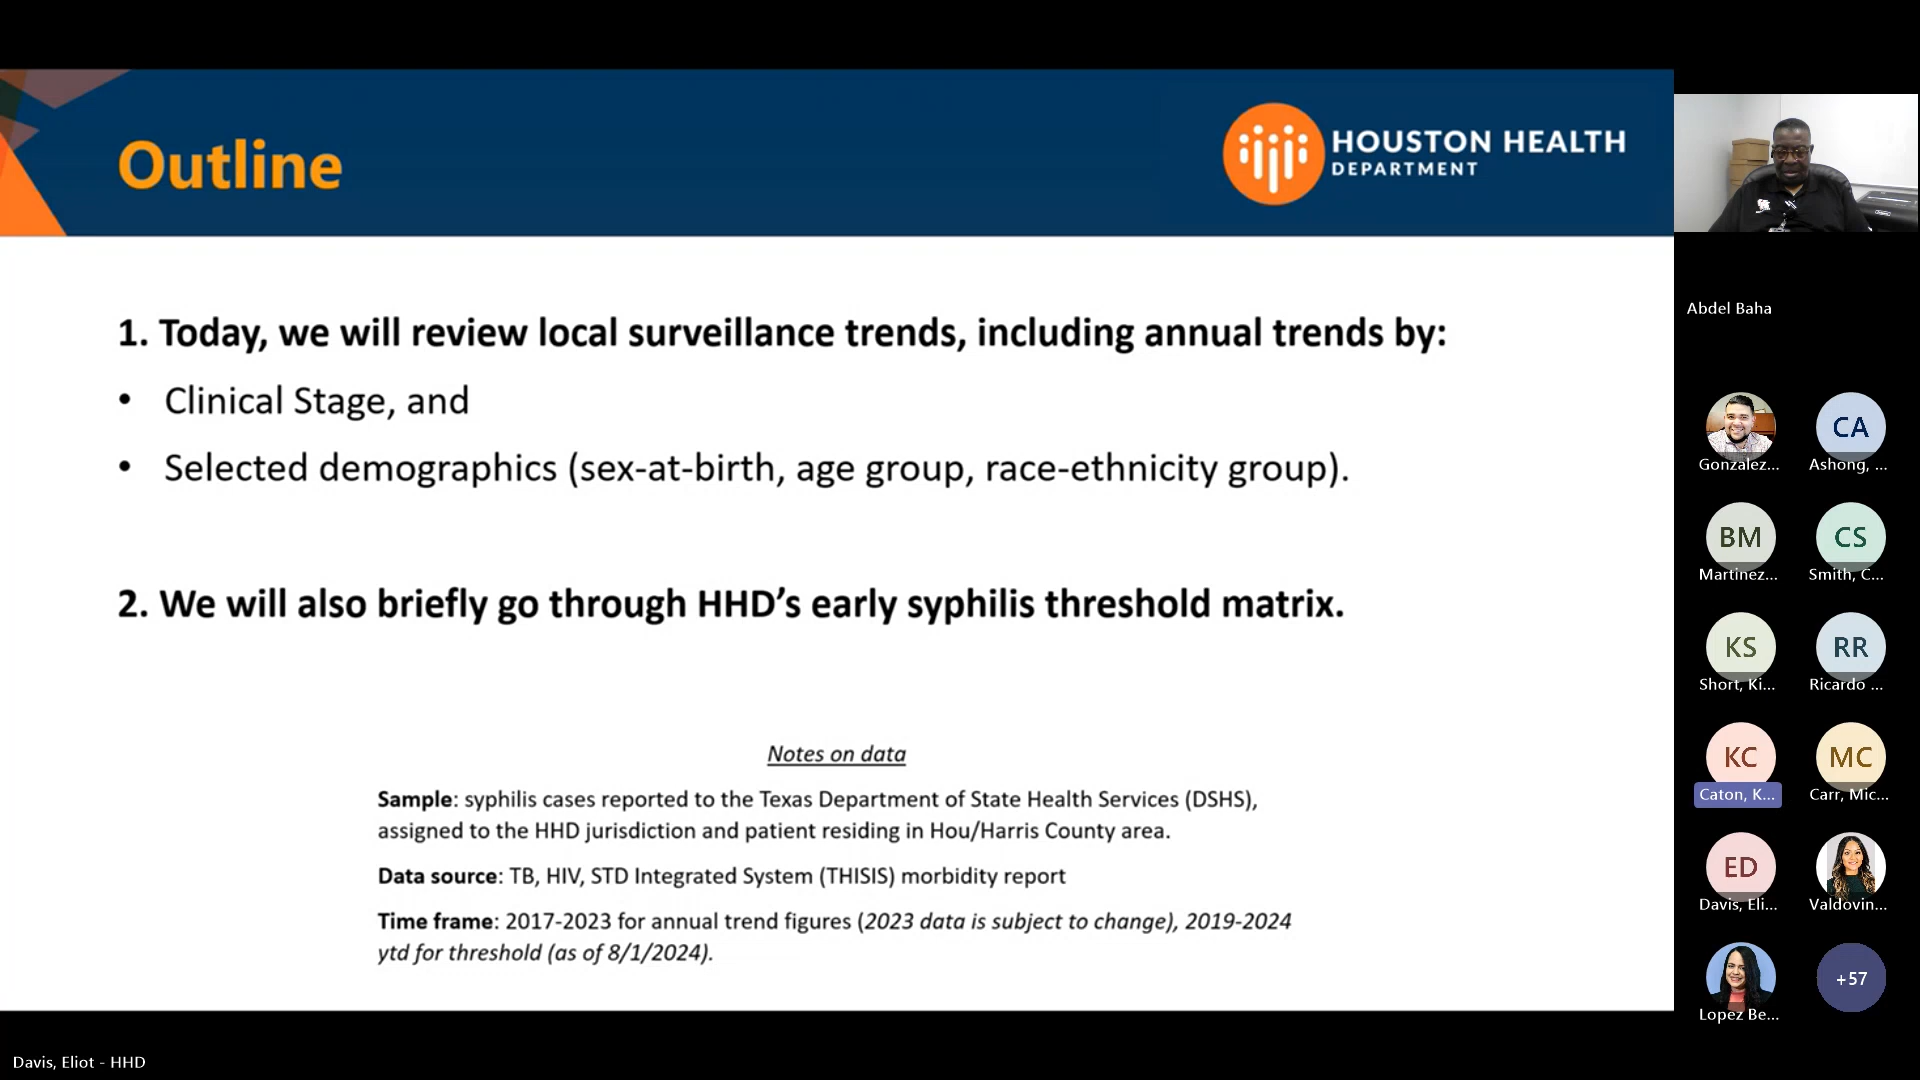 Outline
HOUSTON HEALTH
DEPARTMENT
1. Today, we will review local surveillance trends, including annual trends by:
• Clinical Stage, and
• Selected demographics (sex-at-birth, age group, race-ethnicity group).
2. We will also briefly go through HHD’s early syphilis threshold matrix.
Notes on data
Sample: syphilis cases reported to the Texas Department of State Health Services (DSHS),
assigned to the HHD jurisdiction and patient residing in Hou/Harris County area.
Data source: TB, HIV, STD Integrated System (THISIS) morbidity report
Time frame: 2017-2023 for annual trend figures (2023 data is subject to change), 2019-2024
ytd for threshold (as of 8/1/2024).
Abdel Baha
Gonzalez...
CA
Ashong, ...
BM
Martinez...
CS
Smith, C...
KS
Short, Ki...
RR
Ricardo ...
KC
Caton, K...
MC
Carr, Mic...
ED
Davis, Eli...
Valdovin...
Lopez Be...
+57
Davis, Eliot - HHD